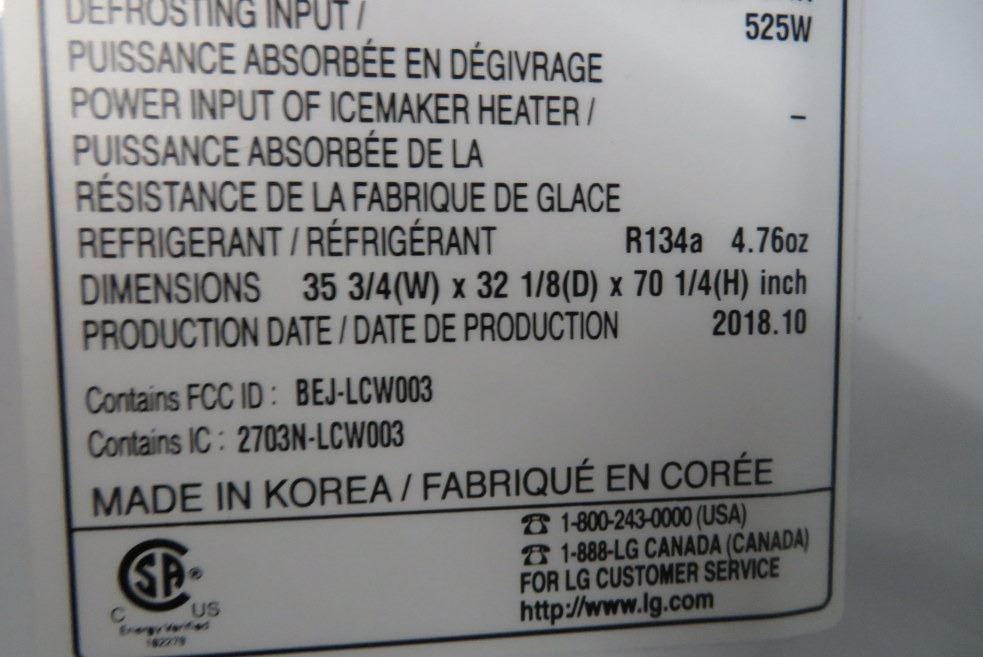 DEFROSTING INPUT /
525W
PUISSANCE ABSORBÉE EN DÉGIVRAGE
POWER INPUT OF ICEMAKER HEATER / –
PUISSANCE ABSORBÉE DE LA
RÉSISTANCE DE LA FABRIQUE DE GLACE
REFRIGERANT / RÉFRIGÉRANT R134a 4.76oz
DIMENSIONS 35 3/4(W) x 32 1/8(D) x 70 1/4(H) inch
PRODUCTION DATE / DATE DE PRODUCTION 2018.10
Contains FCC ID : BEJ-LCW003
Contains IC : 2703N-LCW003
MADE IN KOREA / FABRIQUÉ EN CORÉE
☎ 1-800-243-0000 (USA)
☎ 1-888-LG CANADA (CANADA)
FOR LG CUSTOMER SERVICE
http://www.lg.com
SA ®
C US
Energy Verified
182279